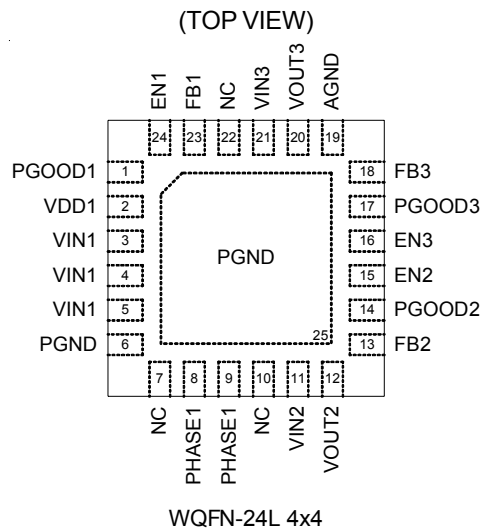 (TOP VIEW)
EN1
FB1
NC
VIN3
VOUT3
AGND
24
23
22
21
20
19
PGOOD1 1
VDD1 2
VIN1 3
VIN1 4
VIN1 5
PGND 6
18 FB3
17 PGOOD3
16 EN3
15 EN2
14 PGOOD2
13 FB2
PGND
25
7
8
9
10
11
12
NC
PHASE1
PHASE1
NC
VIN2
VOUT2
WQFN-24L 4x4